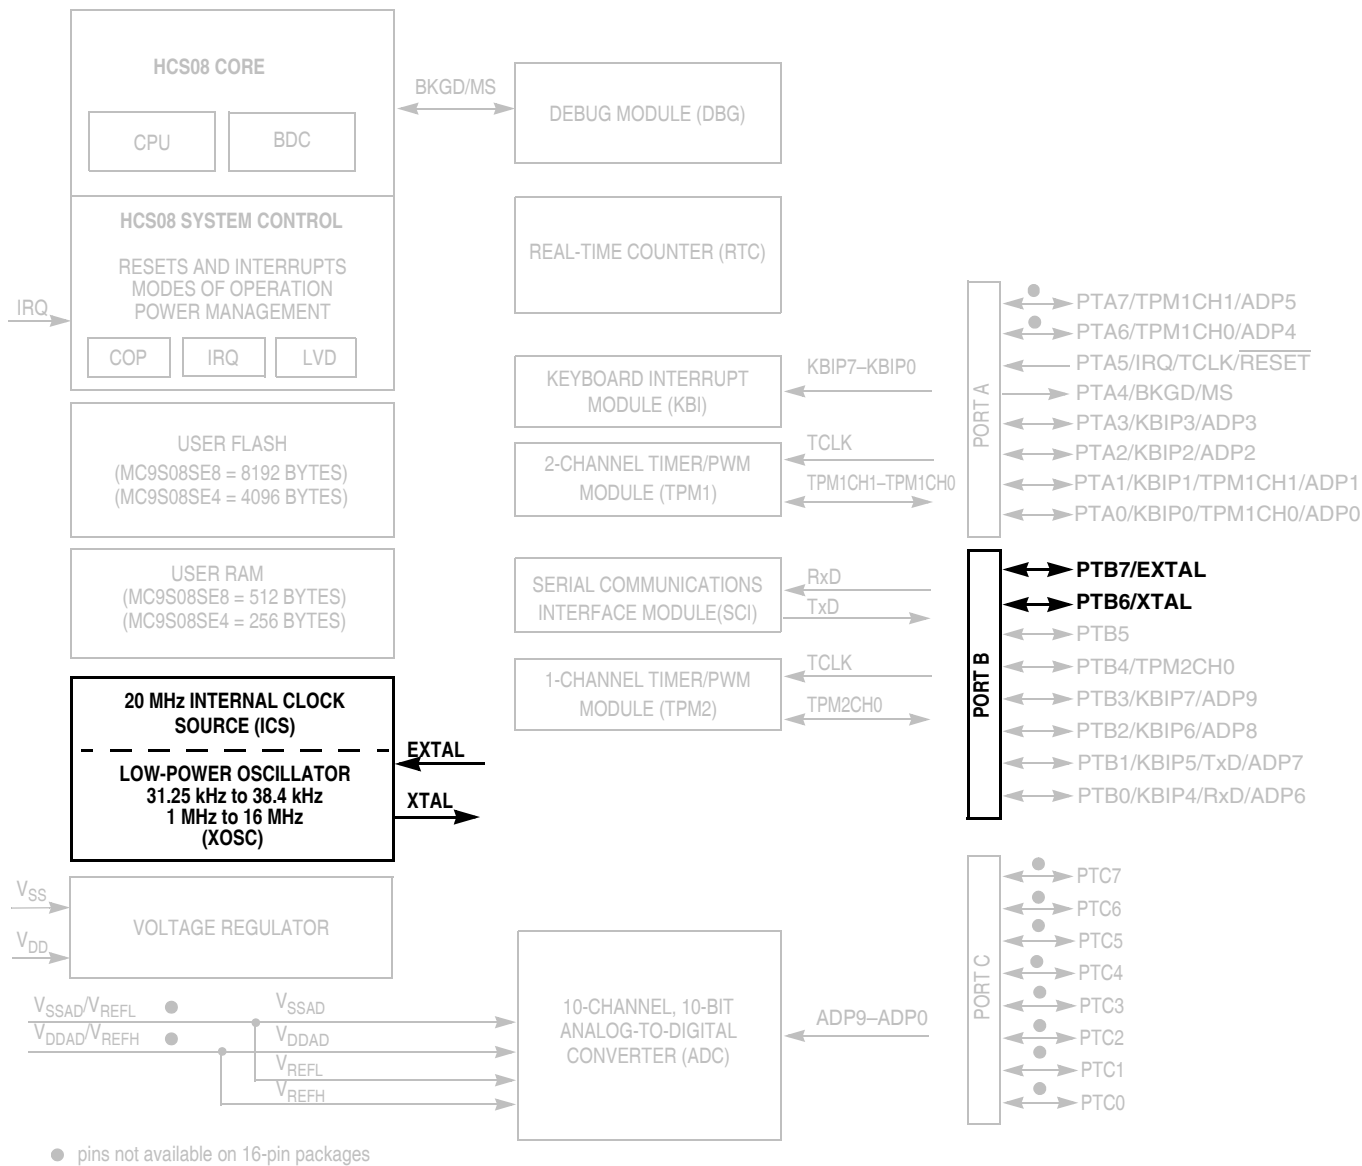 HCS08 CORE
CPU
BDC
BKGD/MS
DEBUG MODULE (DBG)
HCS08 SYSTEM CONTROL
RESETS AND INTERRUPTS
MODES OF OPERATION
POWER MANAGEMENT
IRQ
COP
IRQ
LVD
REAL-TIME COUNTER (RTC)
KEYBOARD INTERRUPT
MODULE (KBI)
KBIP7–KBIP0
USER FLASH
(MC9S08SE8 = 8192 BYTES)
(MC9S08SE4 = 4096 BYTES)
2-CHANNEL TIMER/PWM
MODULE (TPM1)
TCLK
TPM1CH1–TPM1CH0
PORT A
PTA7/TPM1CH1/ADP5
PTA6/TPM1CH0/ADP4
PTA5/IRQ/TCLK/RESET
PTA4/BKGD/MS
PTA3/KBIP3/ADP3
PTA2/KBIP2/ADP2
PTA1/KBIP1/TPM1CH1/ADP1
PTA0/KBIP0/TPM1CH0/ADP0
USER RAM
(MC9S08SE8 = 512 BYTES)
(MC9S08SE4 = 256 BYTES)
SERIAL COMMUNICATIONS
INTERFACE MODULE(SCI)
RxD
TxD
1-CHANNEL TIMER/PWM
MODULE (TPM2)
TCLK
TPM2CH0
PORT B
PTB7/EXTAL
PTB6/XTAL
PTB5
PTB4/TPM2CH0
PTB3/KBIP7/ADP9
PTB2/KBIP6/ADP8
PTB1/KBIP5/TxD/ADP7
PTB0/KBIP4/RxD/ADP6
20 MHz INTERNAL CLOCK
SOURCE (ICS)
LOW-POWER OSCILLATOR
31.25 kHz to 38.4 kHz
1 MHz to 16 MHz
(XOSC)
EXTAL
XTAL
VSS
VDD
VOLTAGE REGULATOR
VSSAD/VREFL
VDDAD/VREFH
VSSAD
VDDAD
VREFL
VREFH
10-CHANNEL, 10-BIT
ANALOG-TO-DIGITAL
CONVERTER (ADC)
ADP9–ADP0
PORT C
PTC7
PTC6
PTC5
PTC4
PTC3
PTC2
PTC1
PTC0
● pins not available on 16-pin packages